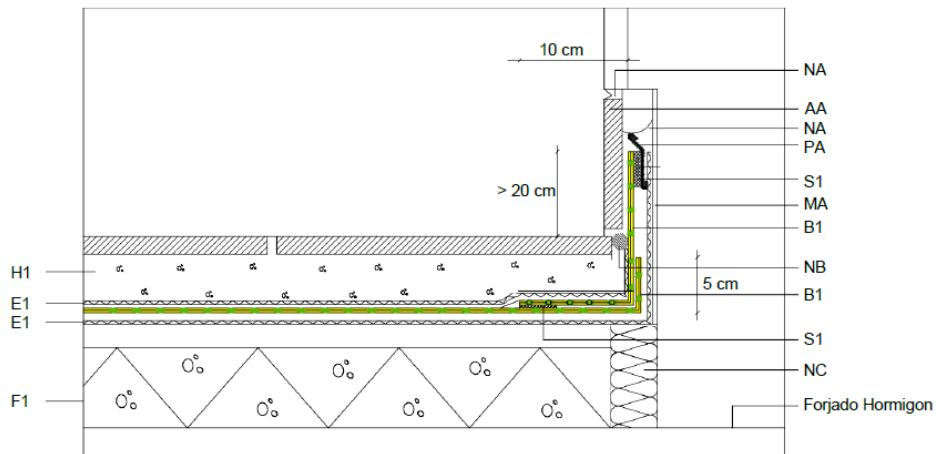 10 cm
NA
AA
NA
PA
> 20 cm
S1
MA
B1
H1
NB
5 cm
B1
E1
E1
S1
NC
F1
Forjado Hormigon